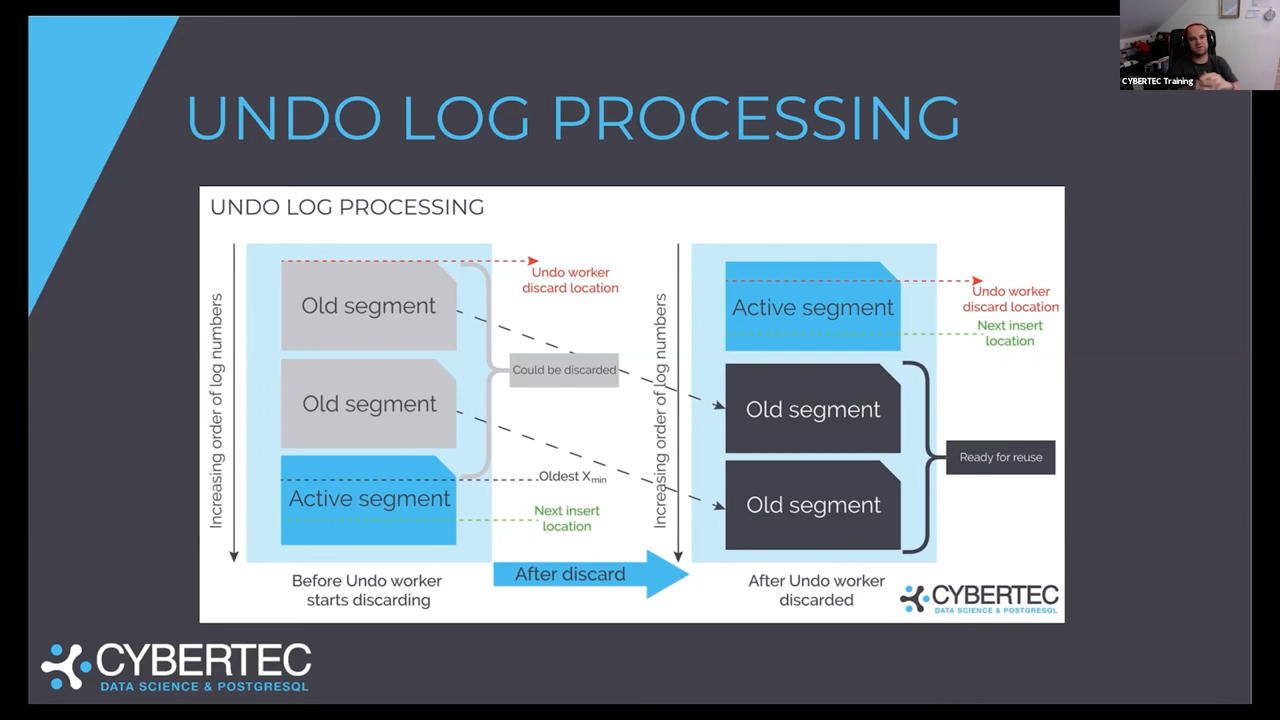 CYBERTEC Training
UNDO LOG PROCESSING
UNDO LOG PROCESSING
Increasing order of log numbers
Old segment
Old segment
Active segment
Undo worker
discard location
Could be discarded
Oldest Xmin
Next insert
location
Before Undo worker
starts discarding
After discard
Increasing order of log numbers
Active segment
Old segment
Old segment
Undo worker
discard location
Next insert
location
Ready for reuse
After Undo worker
discarded
CYBERTEC
DATA SCIENCE & POSTGRESQL
CYBERTEC
DATA SCIENCE & POSTGRESQL